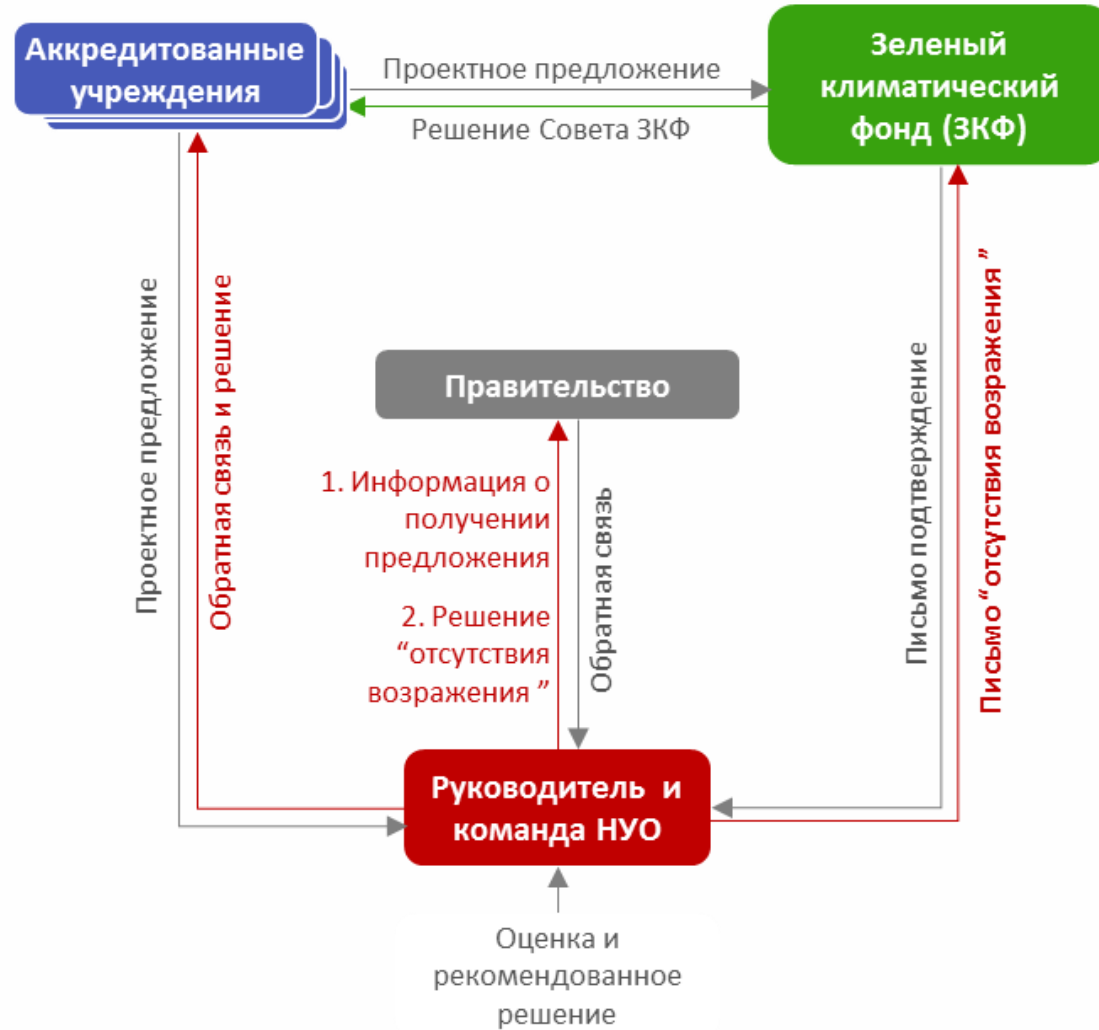 Аккредитованные
учреждения
Проектное предложение
Решение Совета ЗКФ
Зеленый
климатический
фонд (ЗКФ)
Проектное предложение
Обратная связь и решение
Правительство
1. Информация о
получении
предложения
2. Решение
“отсутствия
возражения ”
Обратная связь
Письмо подтверждение
Письмо “отсутствия возражения ”
Руководитель и
команда НУО
Оценка и
рекомендованное
решение